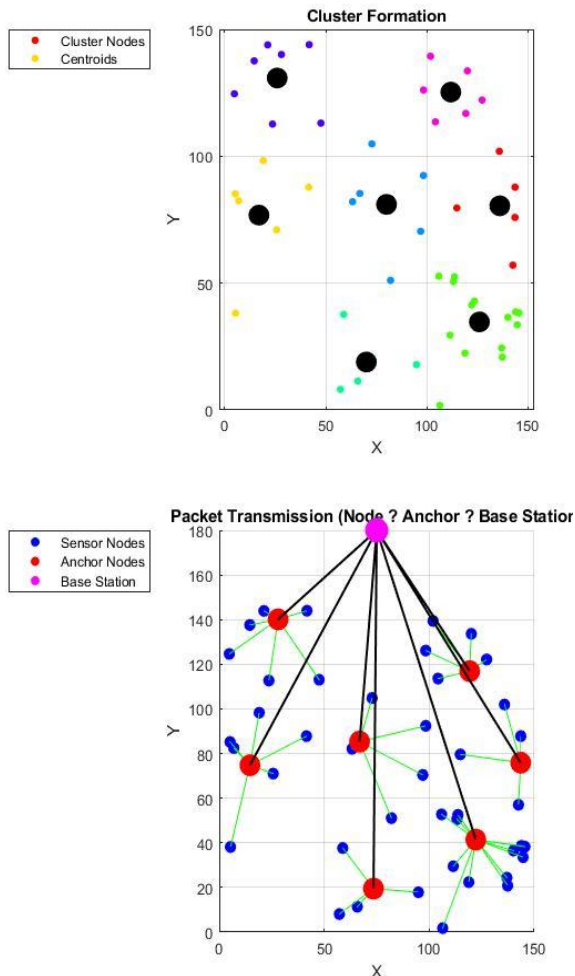 Cluster Formation
Cluster Nodes
Centroids
150
100
50
0
Y
0 50 100 150
X
Packet Transmission (Node ? Anchor ? Base Station
Sensor Nodes
Anchor Nodes
Base Station
180
160
140
120
100
80
60
40
20
0
Y
0 50 100 150
X